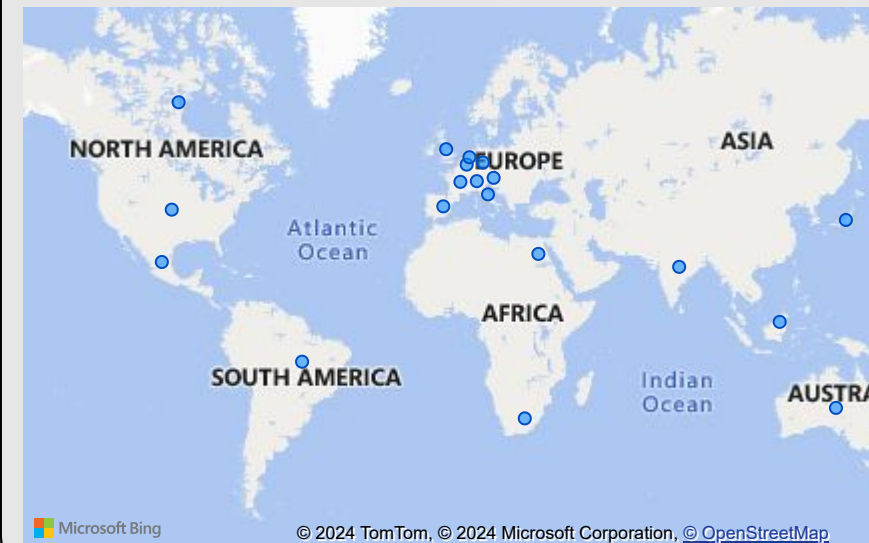 NORTH AMERICA
EUROPE
ASIA
Atlantic
Ocean
AFRICA
SOUTH AMERICA
Indian
Ocean
AUSTRA
Microsoft Bing
© 2024 TomTom, © 2024 Microsoft Corporation, © OpenStreetMap